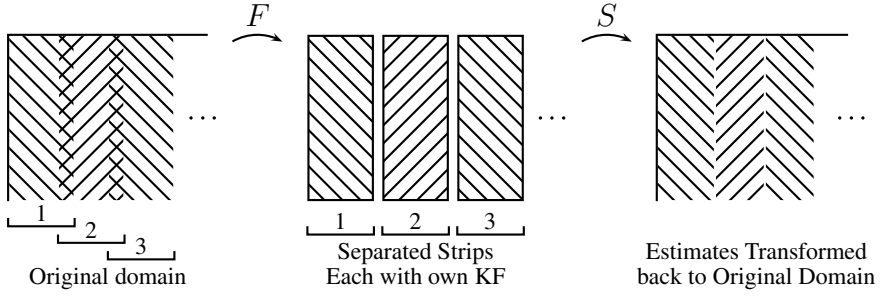 F
S
...
...
...
1
2
3
1
2
3
Original domain
Separated Strips
Each with own KF
Estimates Transformed
back to Original Domain